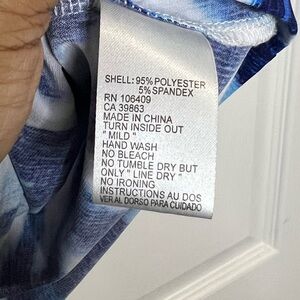 SHELL: 95% POLYESTER
5% SPANDEX
RN 106409
CA 39863
MADE IN CHINA
TURN INSIDE OUT
" MILD "
HAND WASH
NO BLEACH
NO TUMBLE DRY BUT
ONLY " LINE DRY "
NO IRONING
INSTRUCTIONS AU DOS
VER AL DORSO PARA CUIDADO